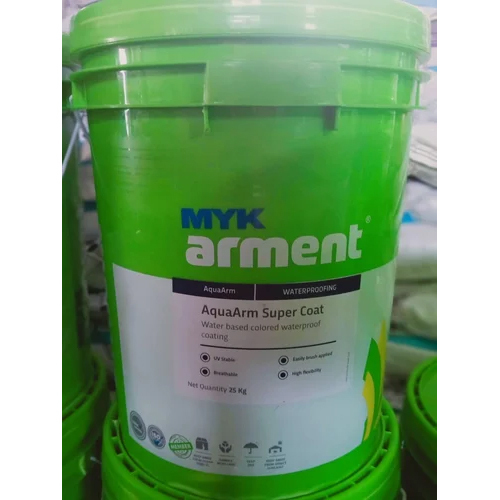 MYK
arment®
AquaArm WATERPROOFING
AquaArm Super Coat
Water based colored waterproof
coating
UV Stable Easily brush applied
Breathable High flexibility
Net Quantity 25 Kg
MEMBER